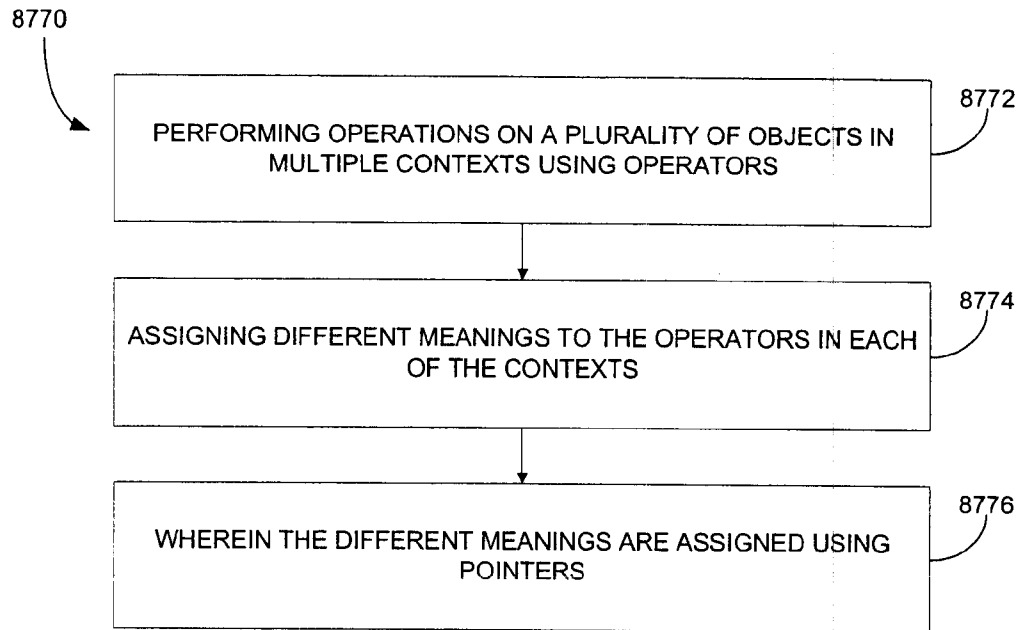 8770
8772
PERFORMING OPERATIONS ON A PLURALITY OF OBJECTS IN
MULTIPLE CONTEXTS USING OPERATORS
8774
ASSIGNING DIFFERENT MEANINGS TO THE OPERATORS IN EACH
OF THE CONTEXTS
8776
WHEREIN THE DIFFERENT MEANINGS ARE ASSIGNED USING
POINTERS